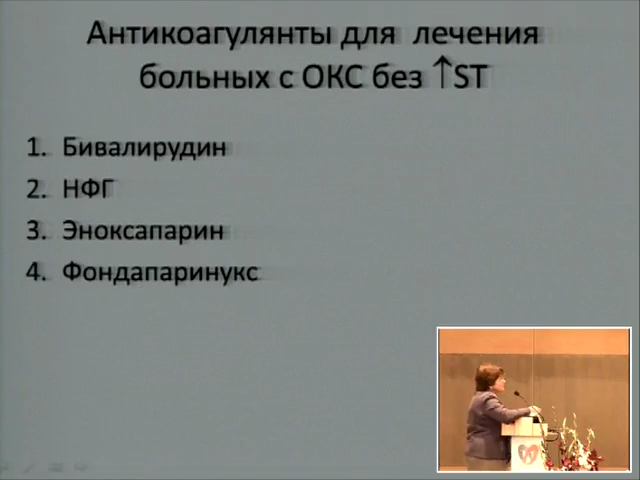 Антикоагулянты для лечения
больных с ОКС без ↑ST
1. Бивалирудин
2. НФГ
3. Эноксапарин
4. Фондапаринукс